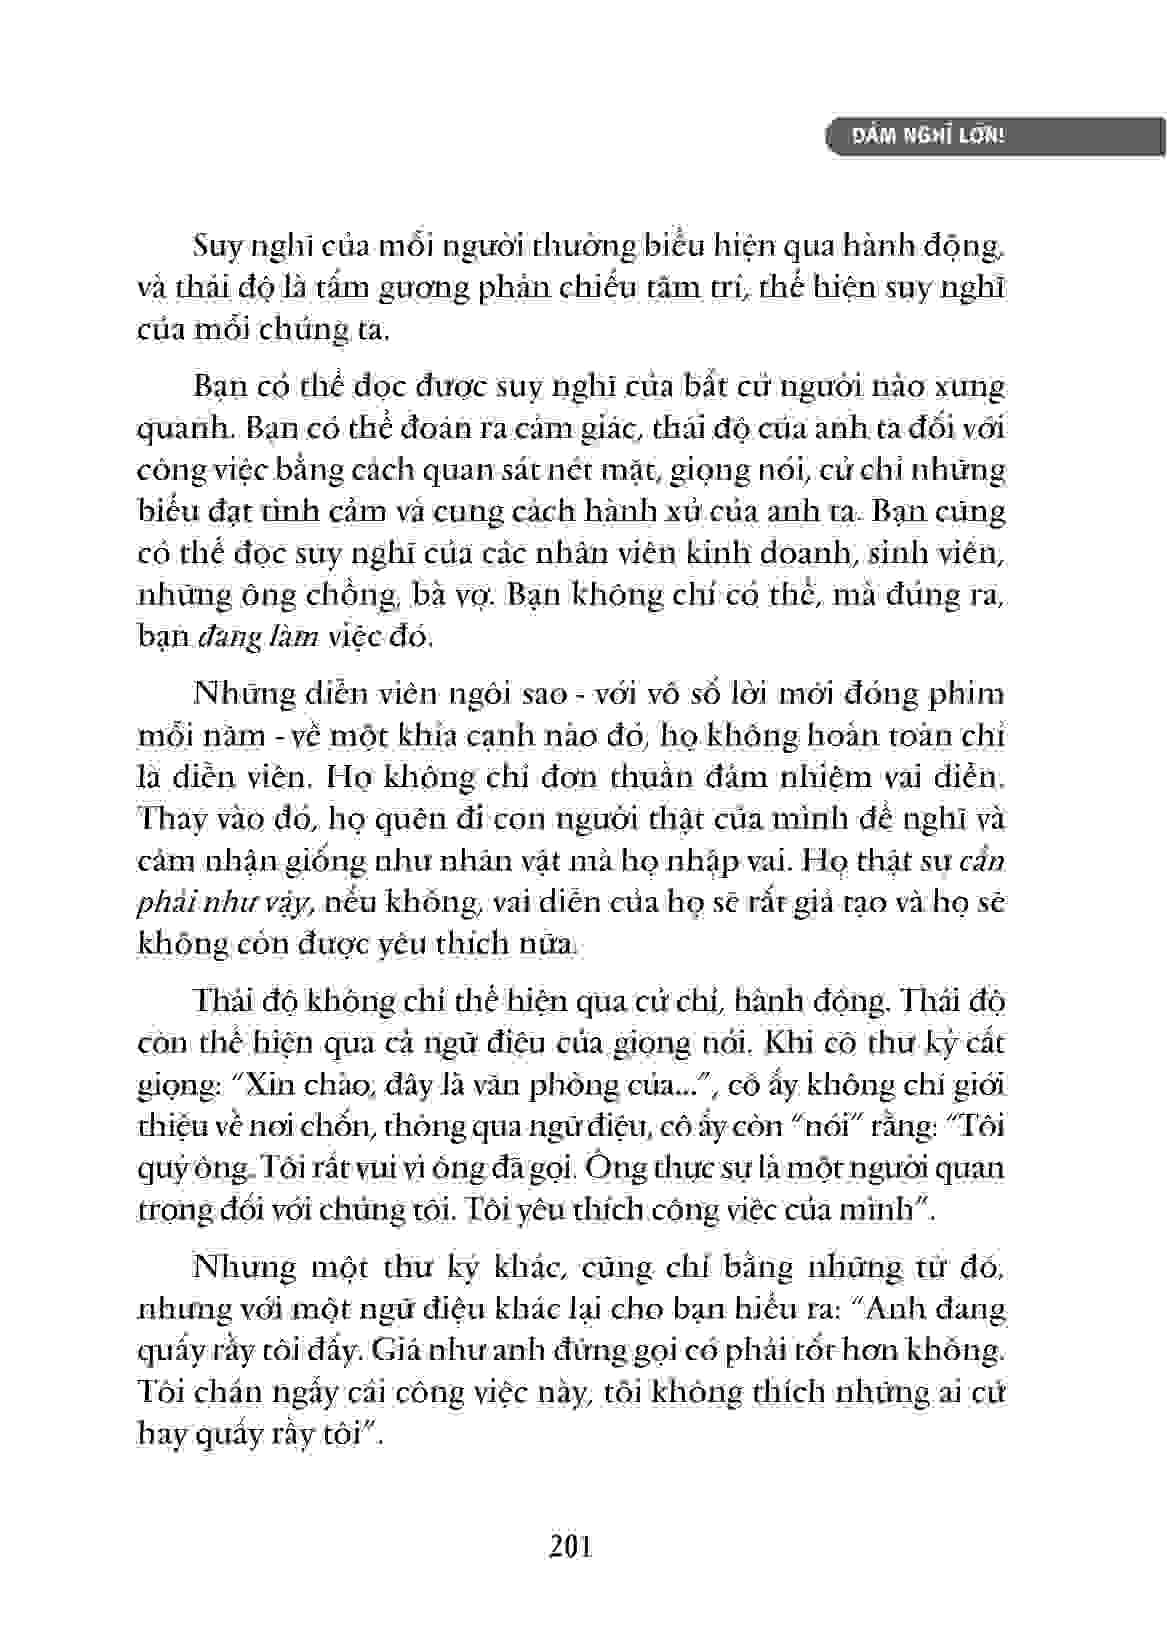 DÁM NGHĨ LỚN!
Suy nghĩ của mỗi người thường biểu hiện qua hành động,
và thái độ là tấm gương phản chiếu tâm trí, thể hiện suy nghĩ
của mỗi chúng ta.
Bạn có thể đọc được suy nghĩ của bất cứ người nào xung
quanh. Bạn có thể đoán ra cảm giác, thái độ của anh ta đối với
công việc bằng cách quan sát nét mặt, giọng nói, cử chỉ những
biểu đạt tình cảm và cung cách hành xử của anh ta. Bạn cũng
có thể đọc suy nghĩ của các nhân viên kinh doanh, sinh viên,
những ông chồng, bà vợ. Bạn không chỉ có thể, mà đúng ra,
bạn đang làm việc đó.
Những diễn viên ngôi sao - với vô số lời mời đóng phim
mỗi năm - về một khía cạnh nào đó, họ không hoàn toàn chỉ
là diễn viên. Họ không chỉ đơn thuần đảm nhiệm vai diễn.
Thay vào đó, họ quên đi con người thật của mình để nghĩ và
cảm nhận giống như nhân vật mà họ nhập vai. Họ thật sự cần
phải như vậy, nếu không, vai diễn của họ sẽ rất giả tạo và họ sẽ
không còn được yêu thích nữa.
Thái độ không chỉ thể hiện qua cử chỉ, hành động. Thái độ
còn thể hiện qua cả ngữ điệu của giọng nói. Khi cô thư ký cất
giọng: “Xin chào, đây là văn phòng của...”, cô ấy không chỉ giới
thiệu về nơi chốn, thông qua ngữ điệu, cô ấy còn “nói” rằng: “Tôi
quý ông. Tôi rất vui vì ông đã gọi. Ông thực sự là một người quan
trọng đối với chúng tôi. Tôi yêu thích công việc của mình”.
Nhưng một thư ký khác, cũng chỉ bằng những từ đó,
nhưng với một ngữ điệu khác lại cho bạn hiểu ra: “Anh đang
quấy rầy tôi đấy. Giá như anh đừng gọi có phải tốt hơn không.
Tôi chán ngấy cái công việc này, tôi không thích những ai cứ
hay quấy rầy tôi”.
201